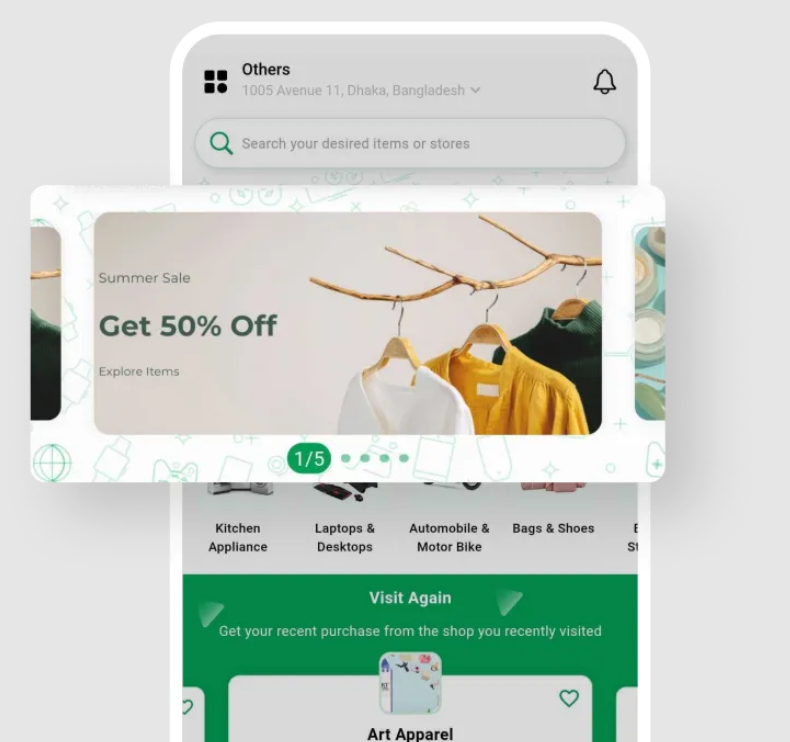 Others
1005 Avenue 11, Dhaka, Bangladesh
Search your desired items or stores
Summer Sale
Get 50% Off
Explore Items
1/5
Kitchen
Appliance
Laptops &
Desktops
Automobile &
Motor Bike
Bags & Shoes
Visit Again
Get your recent purchase from the shop you recently visited
Art Apparel